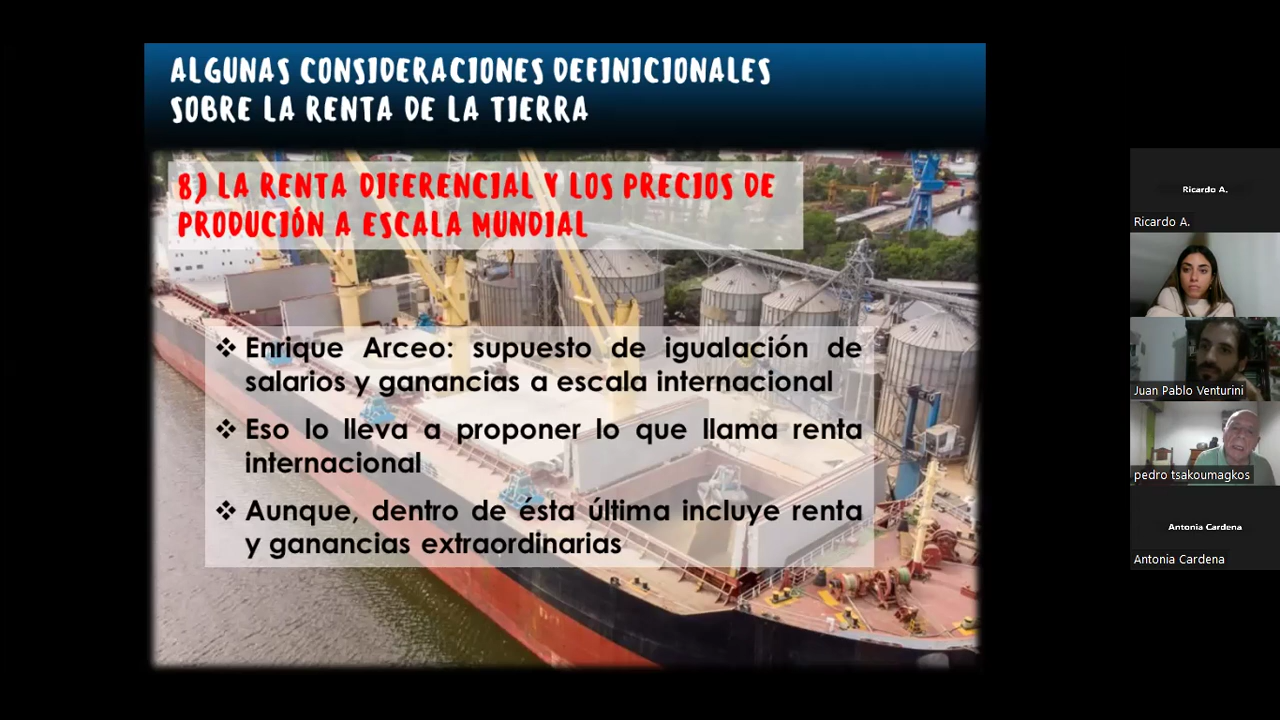 ALGUNAS CONSIDERACIONES DEFINICIONALES
SOBRE LA RENTA DE LA TIERRA
8) LA RENTA DIFERENCIAL Y LOS PRECIOS DE
PRODUCIÓN A ESCALA MUNDIAL
❖ Enrique Arceo: supuesto de igualación de
salarios y ganancias a escala internacional
❖ Eso lo lleva a proponer lo que llama renta
internacional
❖ Aunque, dentro de ésta última incluye renta
y ganancias extraordinarias
Ricardo A.
Ricardo A.
Juan Pablo Venturini
pedro tsakoumagkos
Antonia Cardena
Antonia Cardena